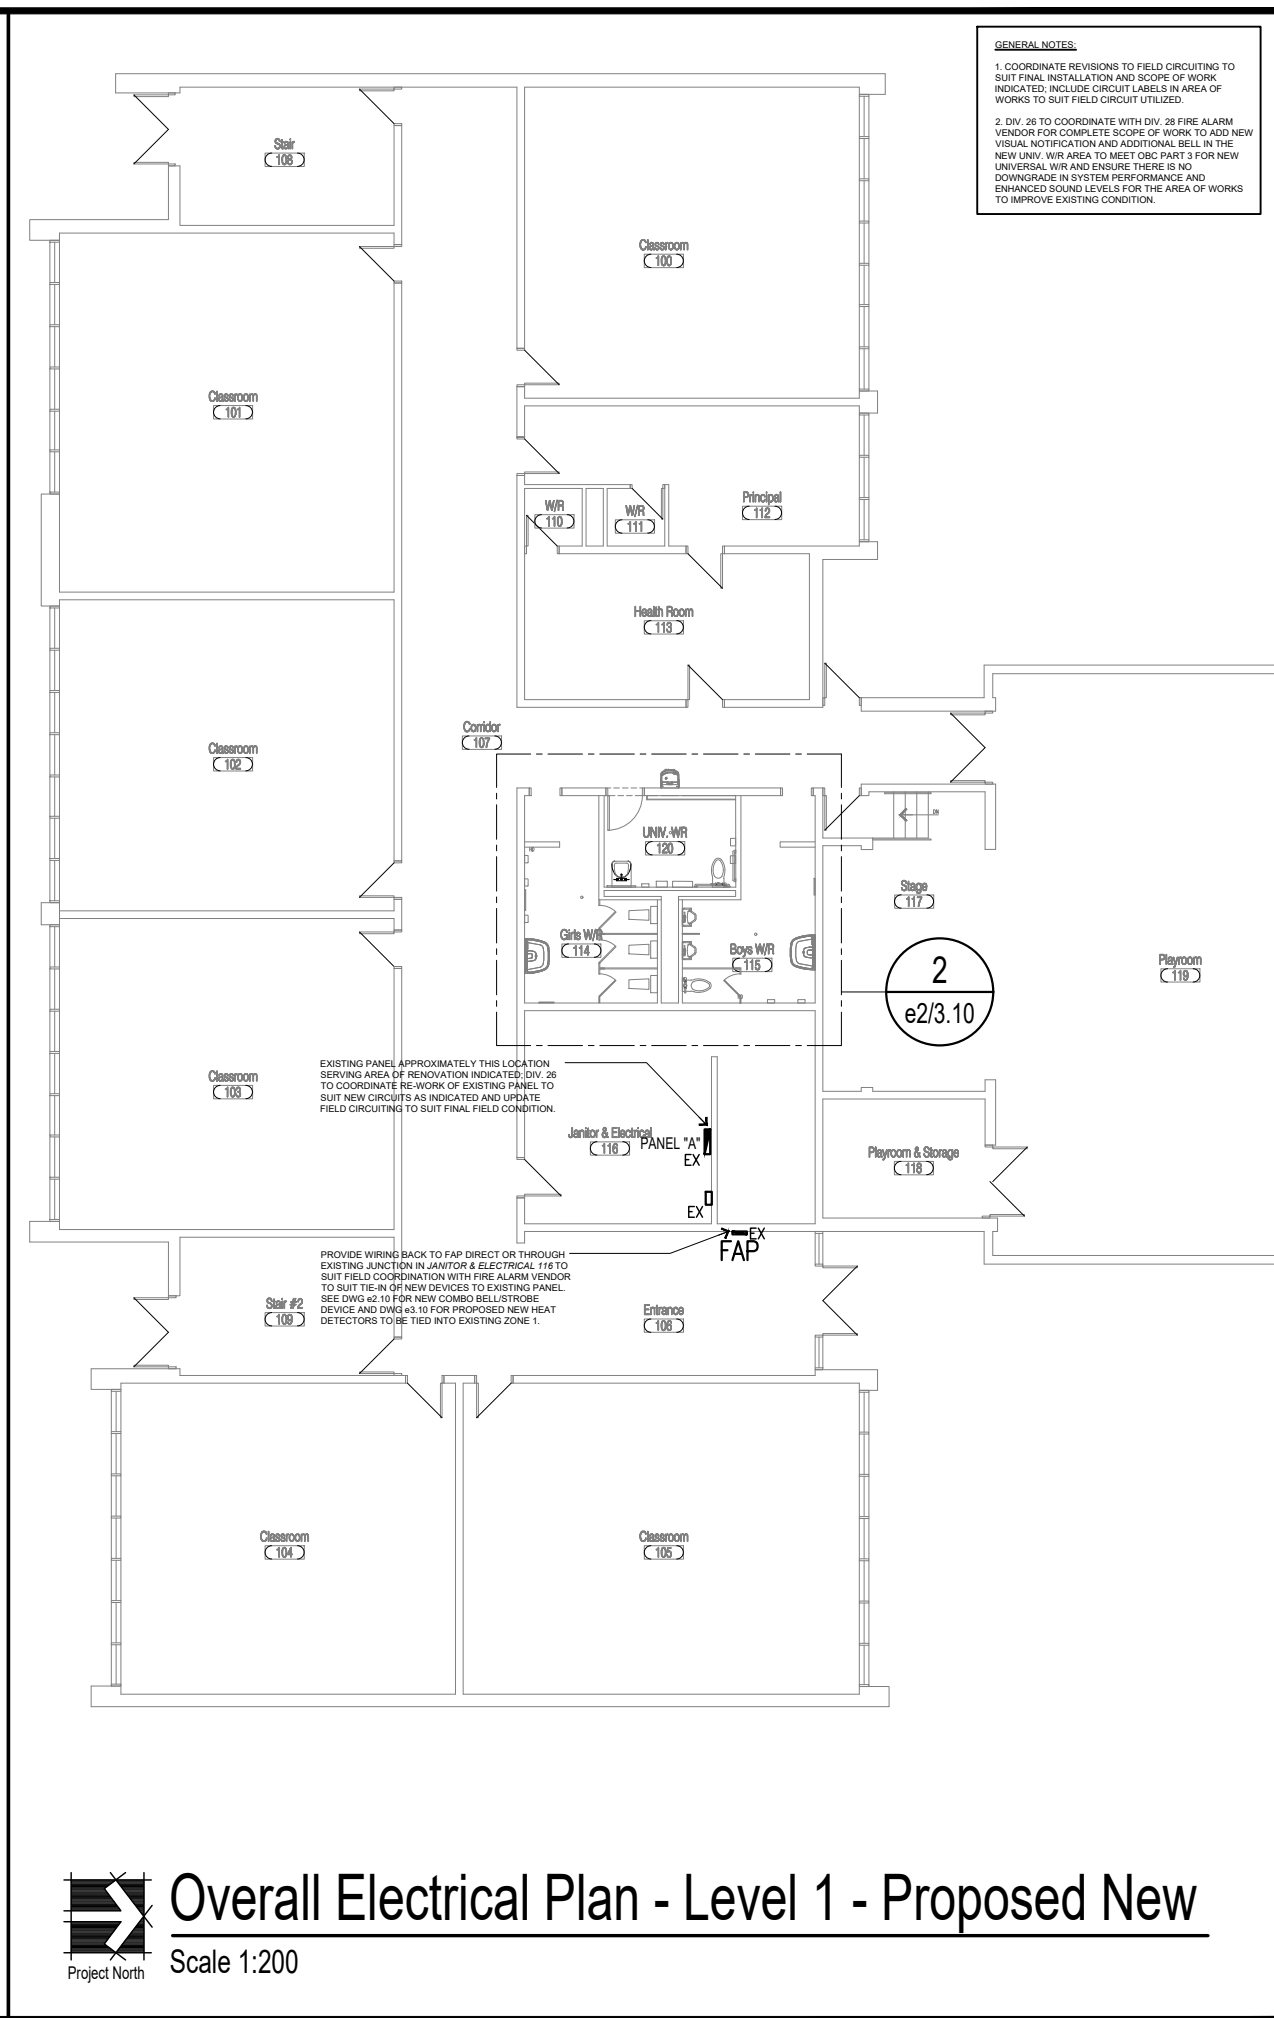 GENERAL NOTES:
1. COORDINATE REVISIONS TO FIELD CIRCUITING TO
SUIT FINAL INSTALLATION AND SCOPE OF WORK
INDICATED; INCLUDE CIRCUIT LABELS IN AREA OF
WORKS TO SUIT FIELD CIRCUIT UTILIZED.
2. DIV. 26 TO COORDINATE WITH DIV. 28 FIRE ALARM
VENDOR FOR COMPLETE SCOPE OF WORK TO ADD NEW
VISUAL NOTIFICATION AND ADDITIONAL BELL IN THE
NEW UNIV. W/R AREA TO MEET OBC PART 3 FOR NEW
UNIVERSAL W/R AND ENSURE THERE IS NO
DOWNGRADE IN SYSTEM PERFORMANCE AND
ENHANCED SOUND LEVELS FOR THE AREA OF WORKS
TO IMPROVE EXISTING CONDITION.
Stair
108
Classroom
100
Classroom
101
W/R
110
W/R
111
Principal
112
Health Room
113
Corridor
107
Classroom
102
UNIV. WR
120
DN
Stage
117
Girls W/R
114
Boys W/R
115
2
e2/3.10
Playroom
119
EXISTING PANEL APPROXIMATELY THIS LOCATION
SERVING AREA OF RENOVATION INDICATED; DIV. 26
TO COORDINATE RE-WORK OF EXISTING PANEL TO
SUIT NEW CIRCUITS AS INDICATED AND UPDATE
FIELD CIRCUITING TO SUIT FINAL FIELD CONDITION.
Classroom
103
Janitor & Electrical
116
PANEL "A"
EX
EX
Playroom & Storage
118
EX
FAP
PROVIDE WIRING BACK TO FAP DIRECT OR THROUGH
EXISTING JUNCTION IN JANITOR & ELECTRICAL 116 TO
SUIT FIELD COORDINATION WITH FIRE ALARM VENDOR
TO SUIT TIE-IN OF NEW DEVICES TO EXISTING PANEL.
SEE DWG e2.10 FOR NEW COMBO BELL/STROBE
DEVICE AND DWG e3.10 FOR PROPOSED NEW HEAT
DETECTORS TO BE TIED INTO EXISTING ZONE 1.
Stair #2
109
Entrance
106
Classroom
104
Classroom
105
Overall Electrical Plan - Level 1 - Proposed New
Project North
Scale 1:200